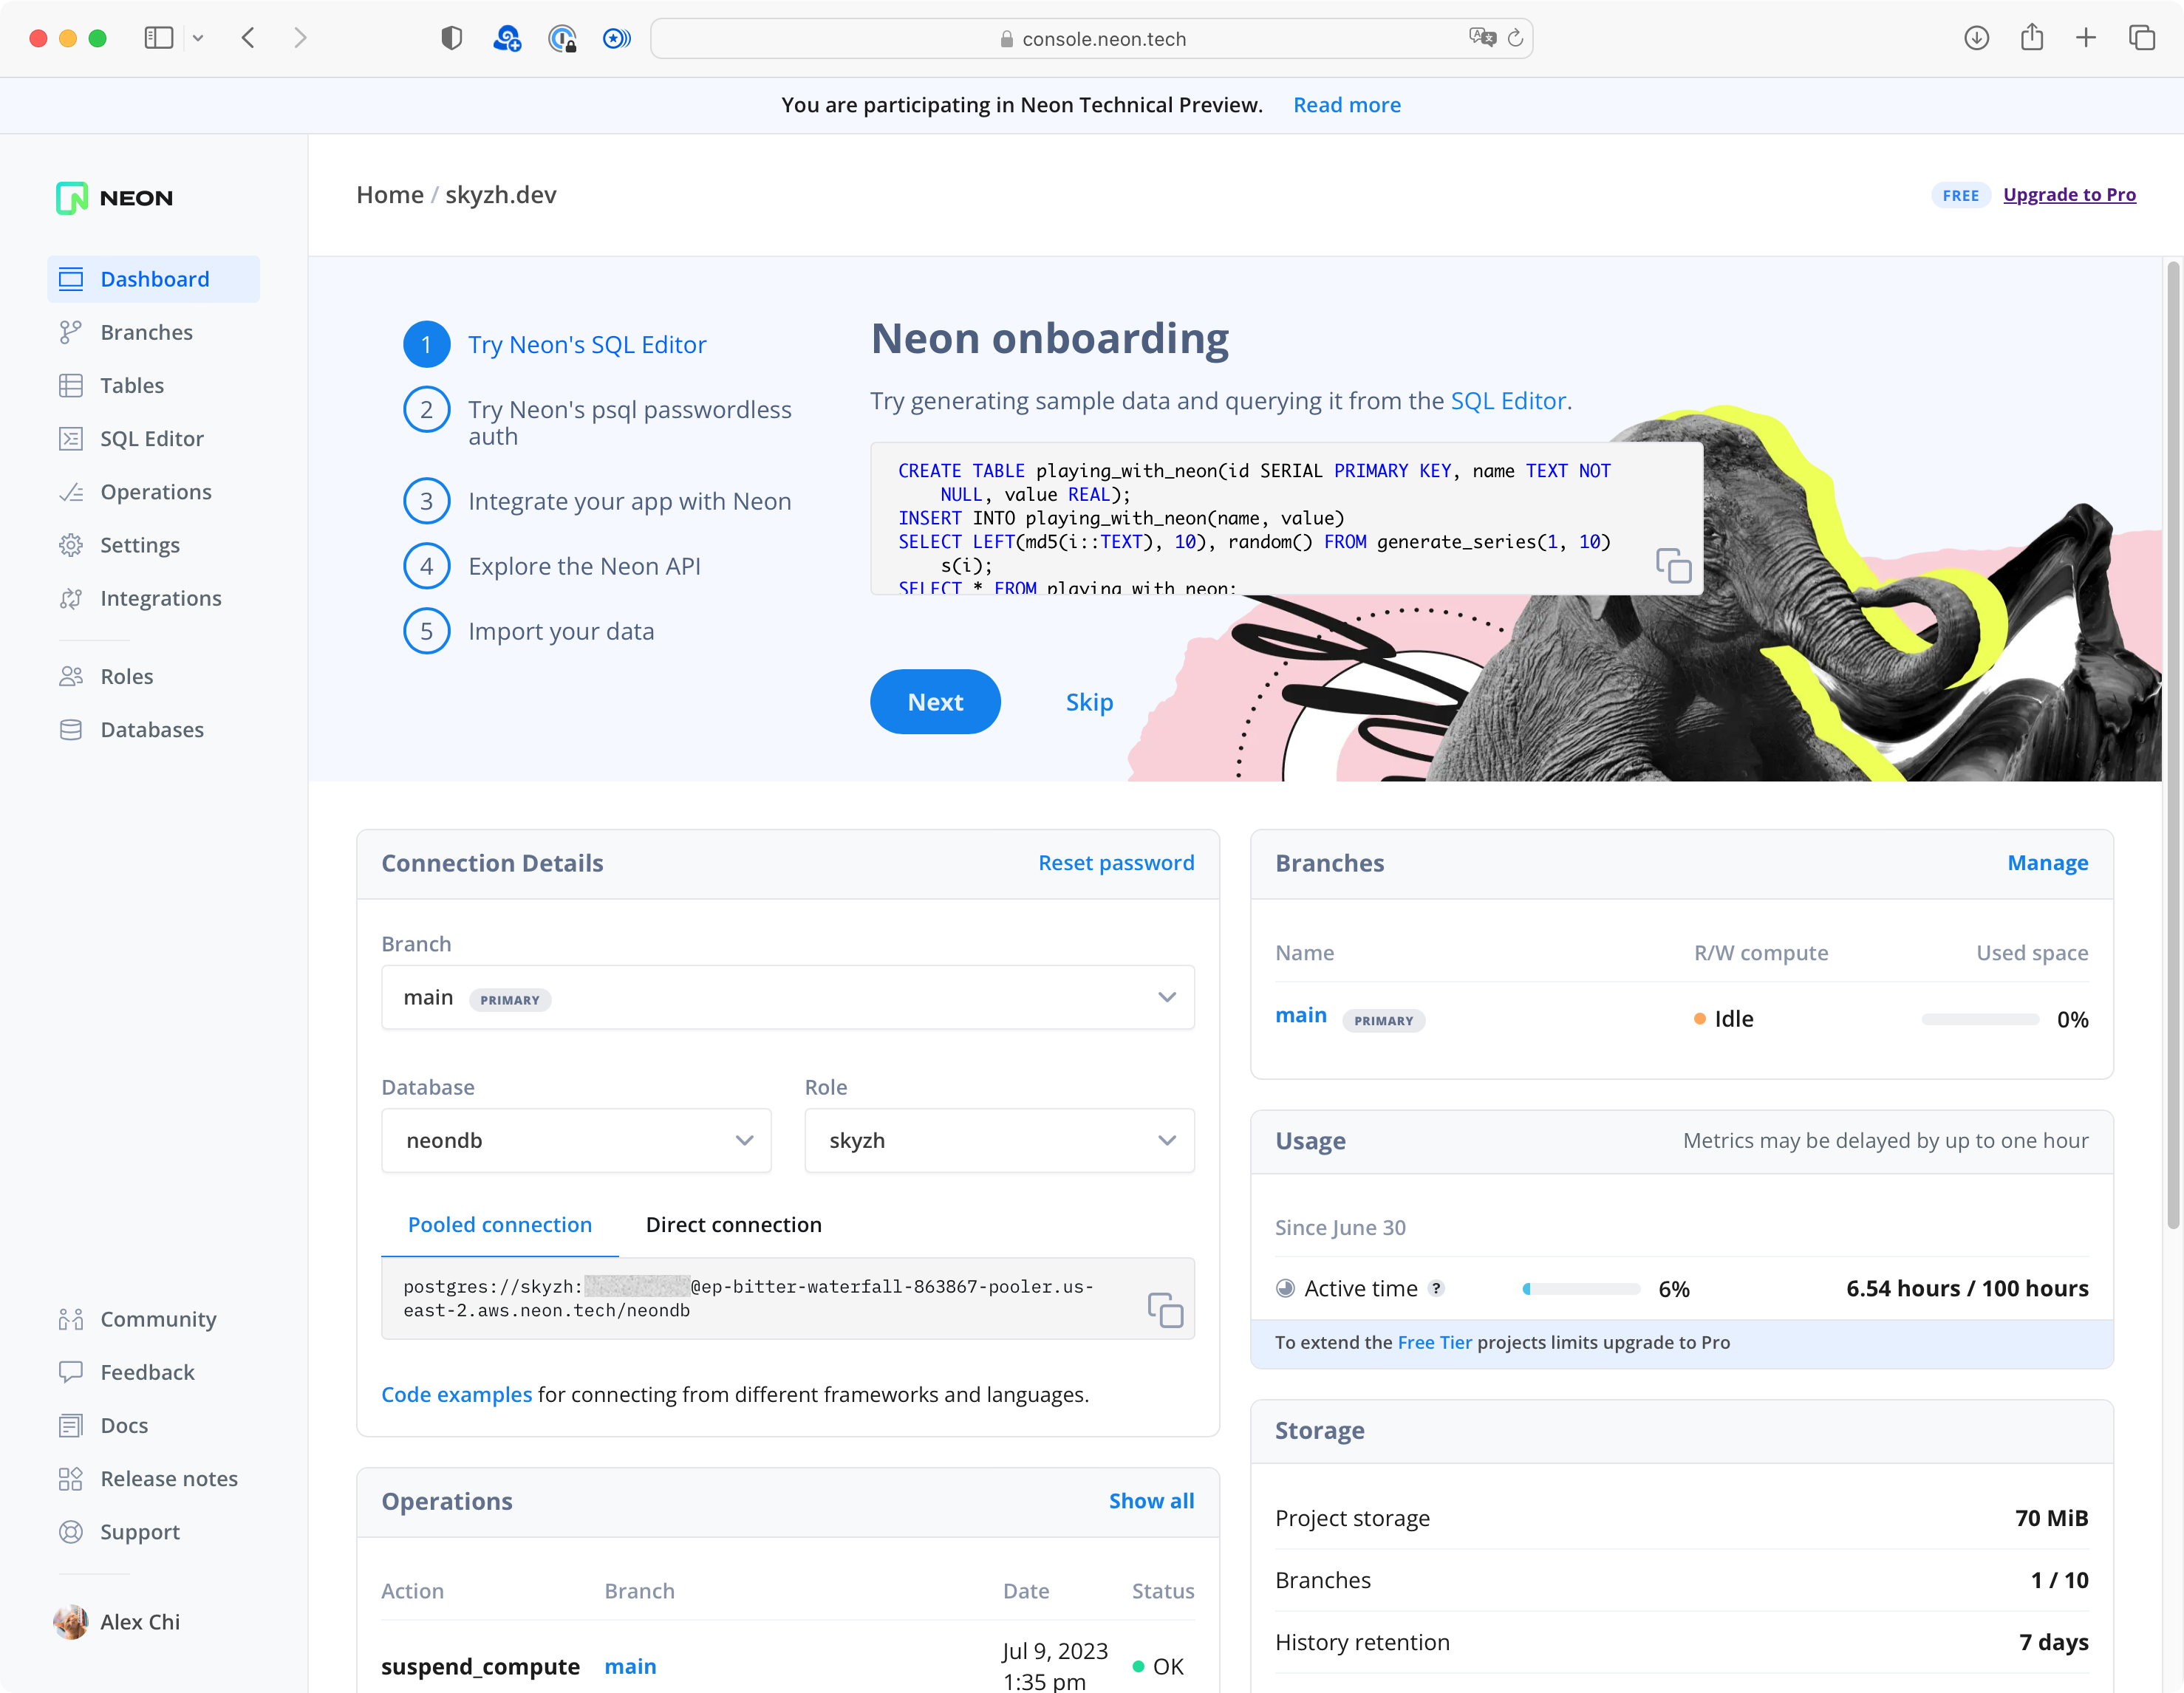 console.neon.tech
You are participating in Neon Technical Preview. Read more
NEON
Dashboard
Branches
Tables
SQL Editor
Operations
Settings
Integrations
Roles
Databases
Community
Feedback
Docs
Release notes
Support
Alex Chi
Home / skyzh.dev
FREE Upgrade to Pro
1 Try Neon's SQL Editor
2 Try Neon's psql passwordless
auth
3 Integrate your app with Neon
4 Explore the Neon API
5 Import your data
Neon onboarding
Try generating sample data and querying it from the SQL Editor.
CREATE TABLE playing_with_neon(id SERIAL PRIMARY KEY, name TEXT NOT
NULL, value REAL);
INSERT INTO playing_with_neon(name, value)
SELECT LEFT(md5(i::TEXT), 10), random() FROM generate_series(1, 10)
s(i);
SELECT * FROM playing_with_neon;
Next Skip
Connection Details Reset password
Branch
main PRIMARY
Database Role
neondb skyzh
Pooled connection Direct connection
postgres://skyzh: @ep-bitter-waterfall-863867-pooler.us-
east-2.aws.neon.tech/neondb
Code examples for connecting from different frameworks and languages.
Operations Show all
Action Branch Date Status
suspend_compute main Jul 9, 2023 OK
1:35 pm
Branches Manage
Name R/W compute Used space
main PRIMARY Idle 0%
Usage Metrics may be delayed by up to one hour
Since June 30
Active time ? 6% 6.54 hours / 100 hours
To extend the Free Tier projects limits upgrade to Pro
Storage
Project storage 70 MiB
Branches 1 / 10
History retention 7 days